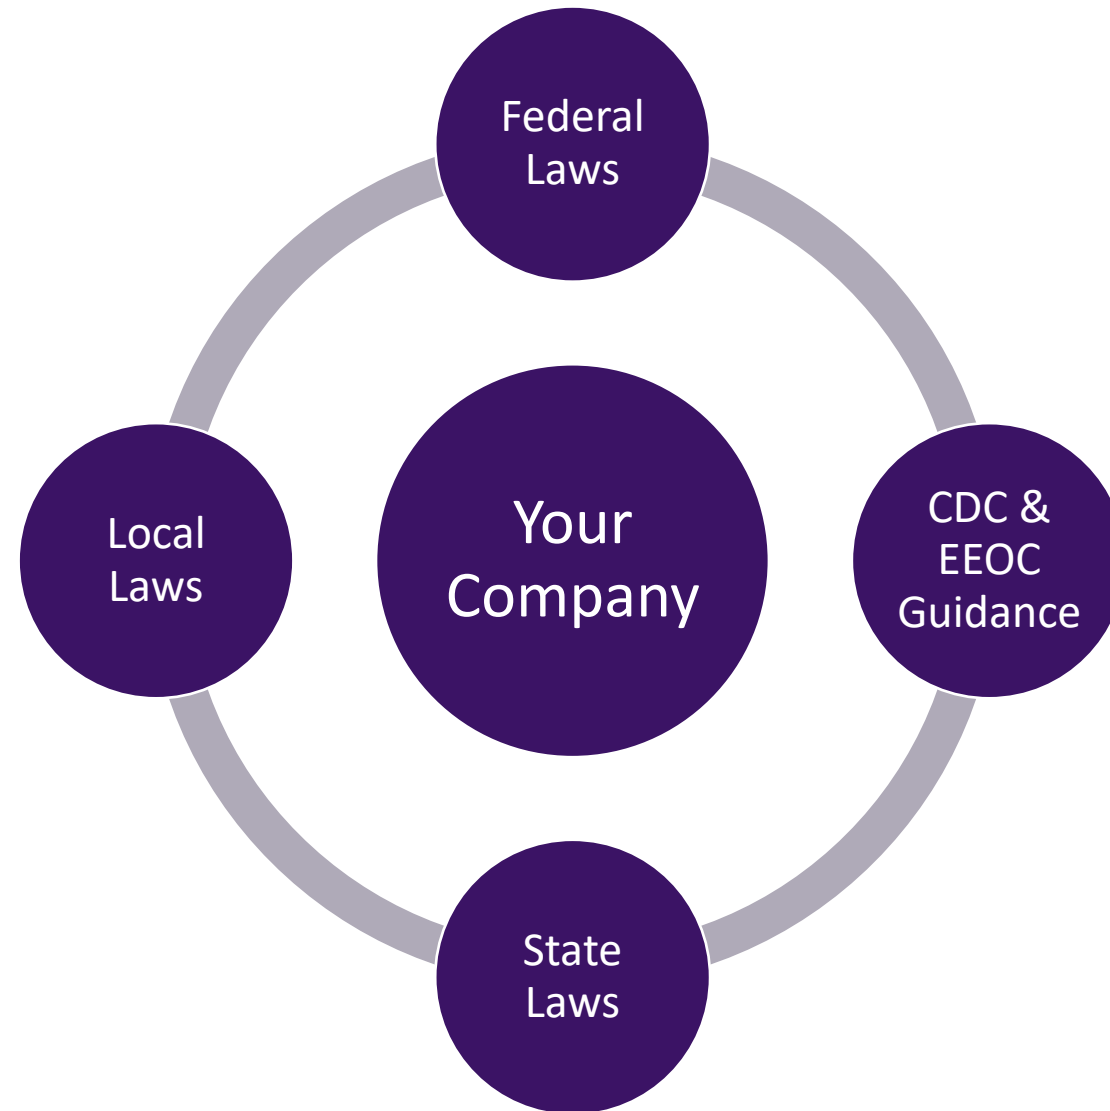 Federal
Laws
Local
Laws
Your
Company
CDC &
EEOC
Guidance
State
Laws